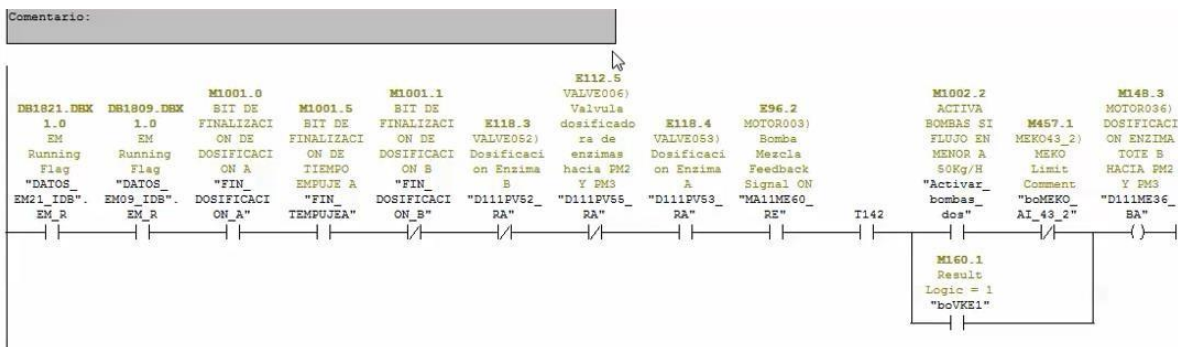 Comentario:
DB1821.DBX
1.0
EM
Running
Flag
"DATOS_
EM21_IDB".
EM_R
DB1809.DBX
1.0
EM
Running
Flag
"DATOS_
EM09_IDB".
EM_R
M1001.0
BIT DE
FINALIZACI
ON DE
DOSIFICACI
ON A
"FIN_
DOSIFICACI
ON_A"
M1001.5
BIT DE
FINALIZACI
ON DE
TIEMPO
EMPUJE A
"FIN_
TEMPUJEA"
M1001.1
BIT DE
FINALIZACI
ON DE
DOSIFICACI
ON B
"FIN_
DOSIFICACI
ON_B"
E118.3
VALVE052)
Dosificaci
on Enzima
B
"D111PV52_
RA"
E112.5
VALVE006)
Valvula
dosificado
ra de
enzimas
hacia PM2
Y PM3
"D111PV55_
RA"
E118.4
VALVE053)
Dosificaci
on Enzima
A
"D111PV53_
RA"
E96.2
MOTOR003)
Bomba
Mezcla
Feedback
Signal ON
"MA11ME60_
RE"
T142
M1002.2
ACTIVA
BOMBAS SI
FLUJO EN
MENOR A
50Kg/H
"Activar_
bombas_
dos"
M457.1
MEKO43_2)
MEKO
Limit
Comment
"boMEKO_
AI_43_2"
M148.3
MOTOR036)
DOSIFICACI
ON ENZIMA
TOTE B
HACIA PM2
Y PM3
"D111ME36_
BA"
M160.1
Result
Logic = 1
"boVKE1"